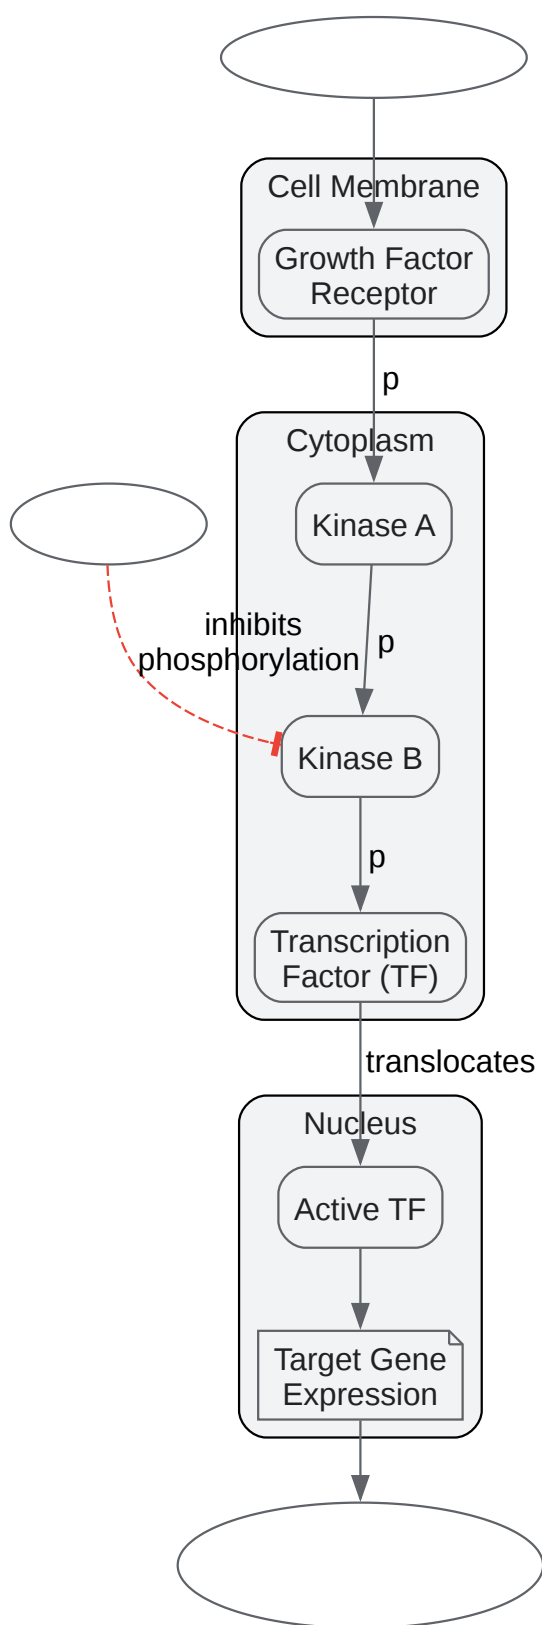 Cell Membrane
Growth Factor
Receptor
p
Cytoplasm
Kinase A
inhibits
phosphorylation
p
Kinase B
p
Transcription
Factor (TF)
translocates
Nucleus
Active TF
Target Gene
Expression